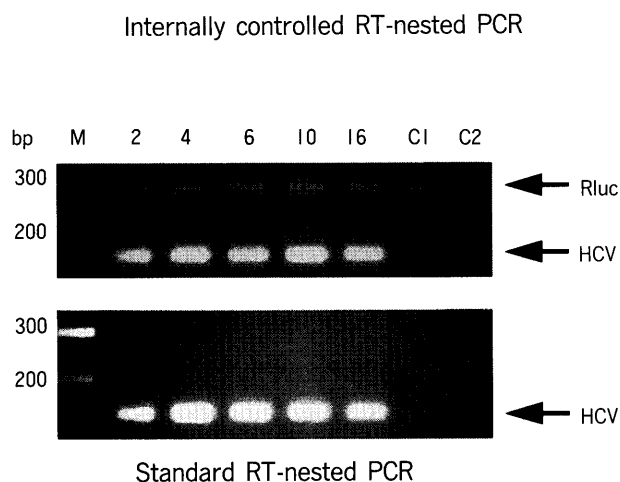 Internally controlled RT-nested PCR
bp M 2 4 6 10 16 C1 C2
300
Rluc
200
HCV
300
200
HCV
Standard RT-nested PCR